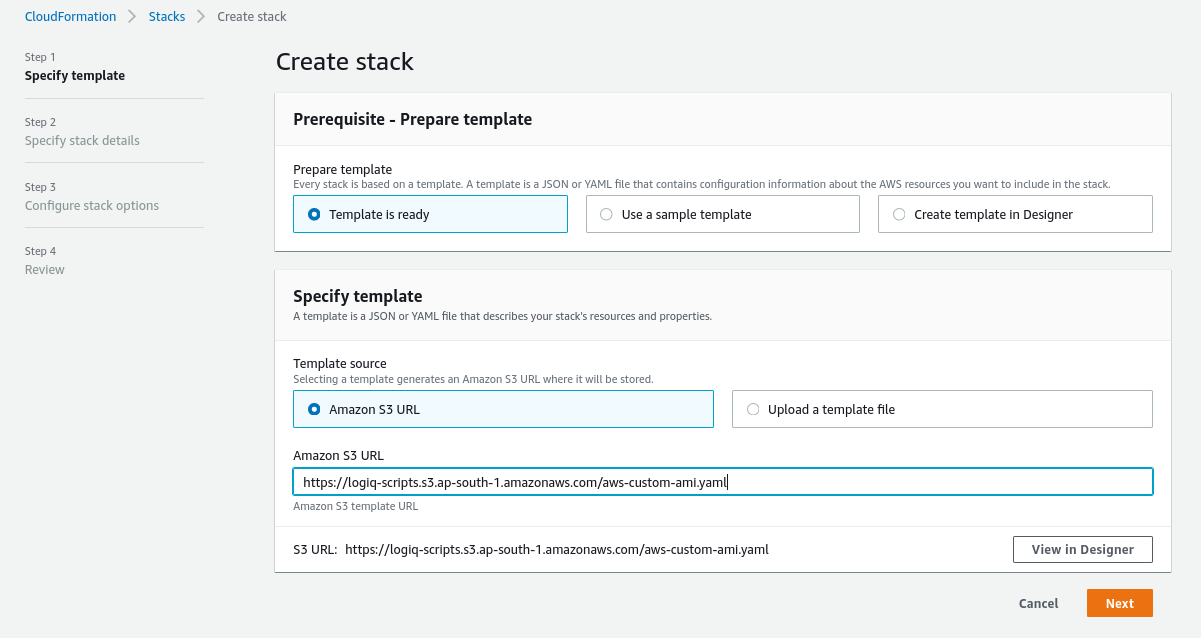 CloudFormation > Stacks > Create stack
Step 1
Specify template
Step 2
Specify stack details
Step 3
Configure stack options
Step 4
Review
Create stack
Prerequisite - Prepare template
Prepare template
Every stack is based on a template. A template is a JSON or YAML file that contains configuration information about the AWS resources you want to include in the stack.
Template is ready
Use a sample template
Create template in Designer
Specify template
A template is a JSON or YAML file that describes your stack's resources and properties.
Template source
Selecting a template generates an Amazon S3 URL where it will be stored.
Amazon S3 URL
Upload a template file
Amazon S3 URL
https://logiq-scripts.s3.ap-south-1.amazonaws.com/aws-custom-ami.yaml
Amazon S3 template URL
S3 URL: https://logiq-scripts.s3.ap-south-1.amazonaws.com/aws-custom-ami.yaml
View in Designer
Cancel
Next